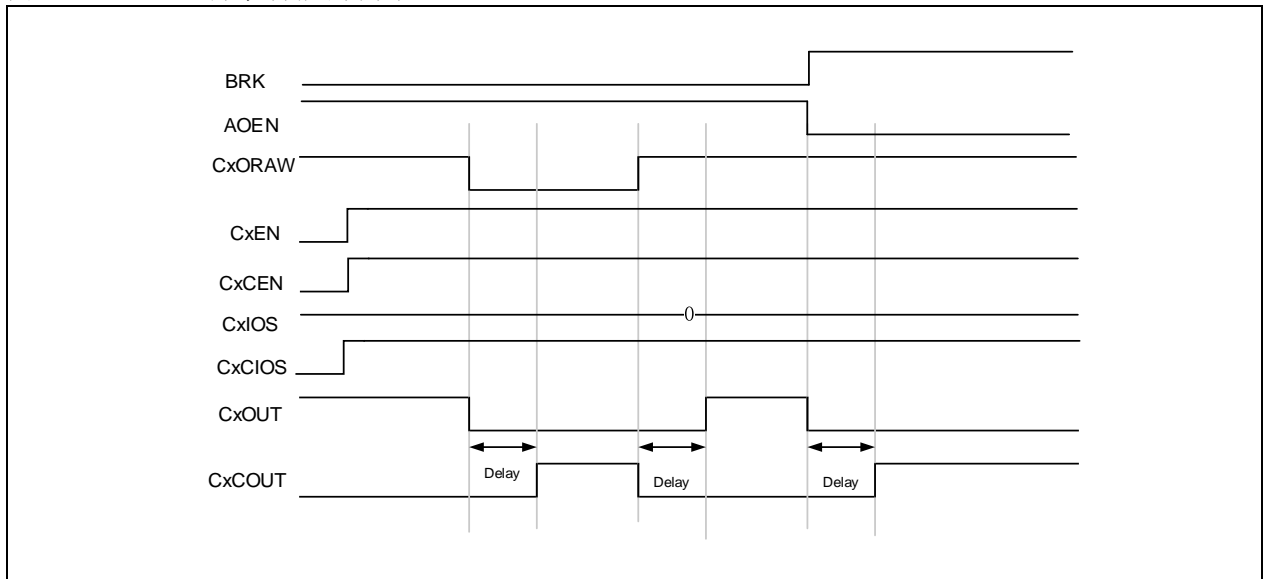 BRK
AOEN
CxORAW
CxEN
CxCEN
CxIOS
0
CxCIOS
CxOUT
CxCOUT
Delay
Delay
Delay